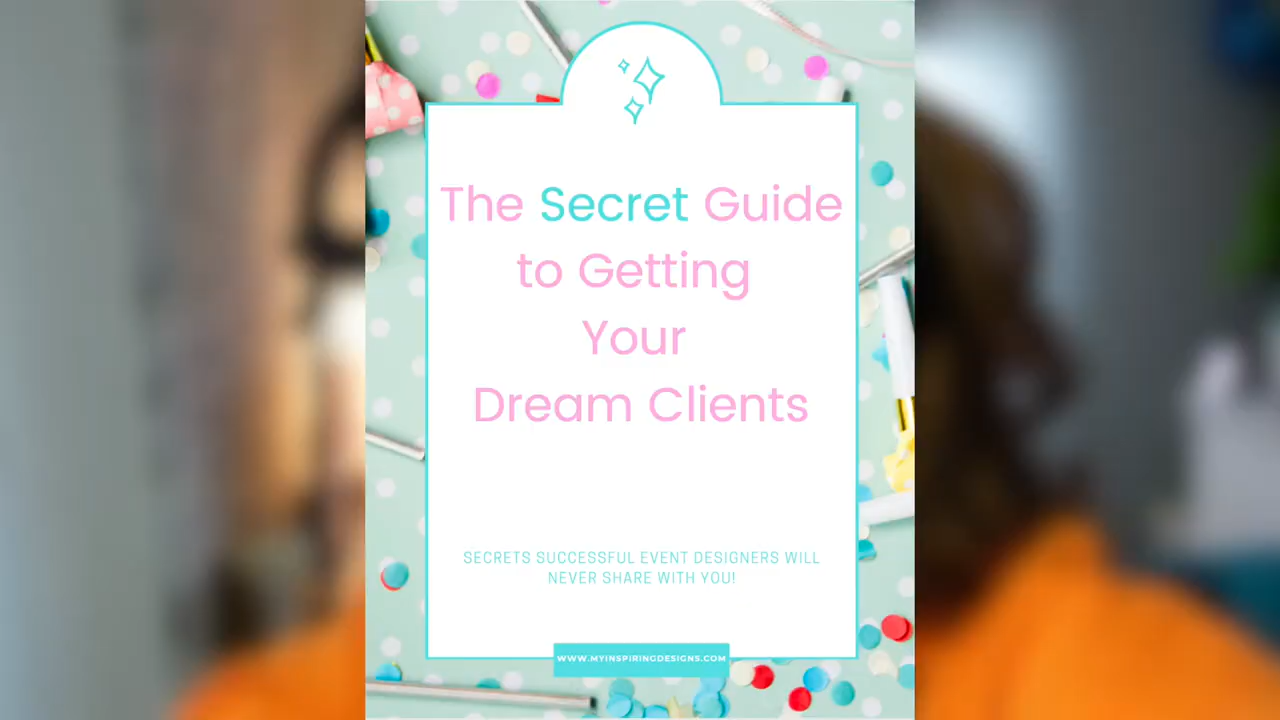 The Secret Guide
to Getting
Your
Dream Clients
SECRETS SUCCESSFUL EVENT DESIGNERS WILL
NEVER SHARE WITH YOU!
WWW.MYINSPIRINGDESIGNS.COM